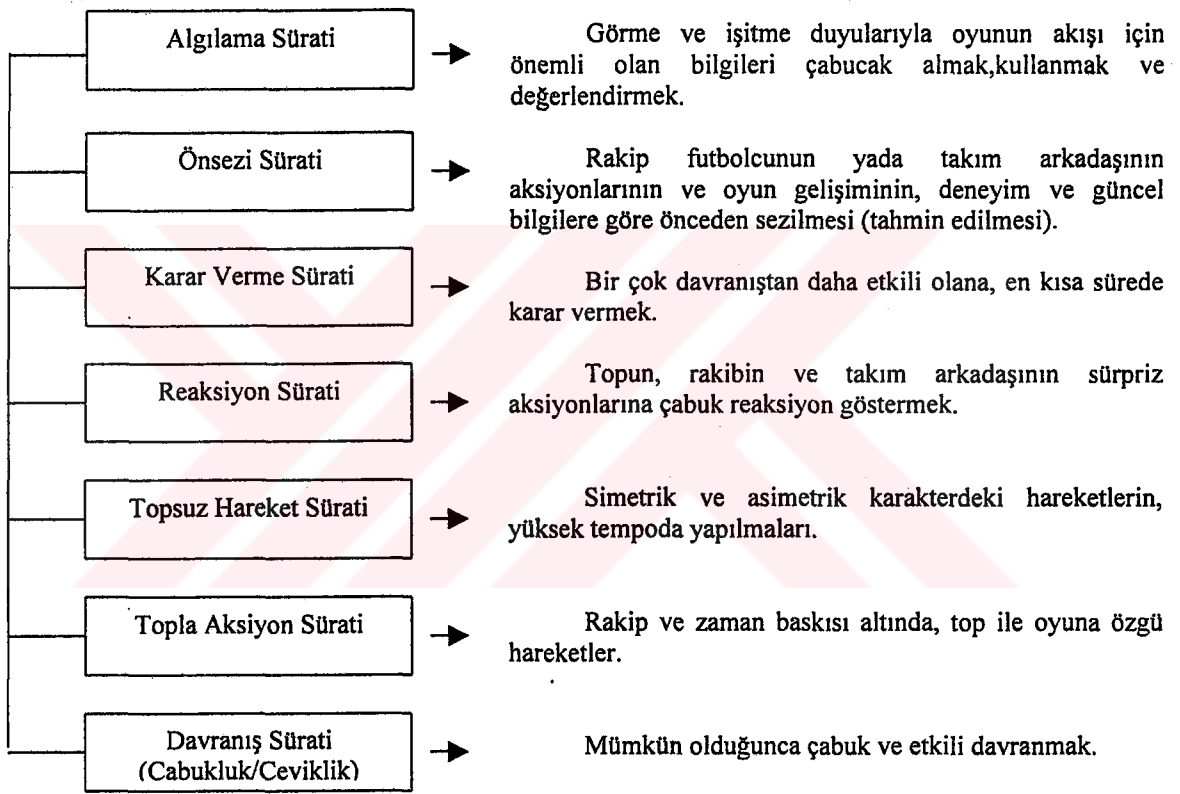 Algılama Sürati
Görme ve işitme duyularıyla oyunun akışı için
önemli olan bilgileri çabucak almak,kullanmak ve
değerlendirmek.
Önsezi Sürati
Rakip futbolcunun yada takım arkadaşının
aksiyonlarının ve oyun gelişiminin, deneyim ve güncel
bilgilere göre önceden sezilmesi (tahmin edilmesi).
Karar Verme Sürati
Bir çok davranıştan daha etkili olana, en kısa sürede
karar vermek.
Reaksiyon Sürati
Topun, rakibin ve takım arkadaşının sürpriz
aksiyonlarına çabuk reaksiyon göstermek.
Topsuz Hareket Sürati
Simetrik ve asimetrik karakterdeki hareketlerin,
yüksek tempoda yapılmaları.
Topla Aksiyon Sürati
Rakip ve zaman baskısı altında, top ile oyuna özgü
hareketler.
Davranış Sürati
(Cabukluk/Ceviklik)
Mümkün olduğunca çabuk ve etkili davranmak.